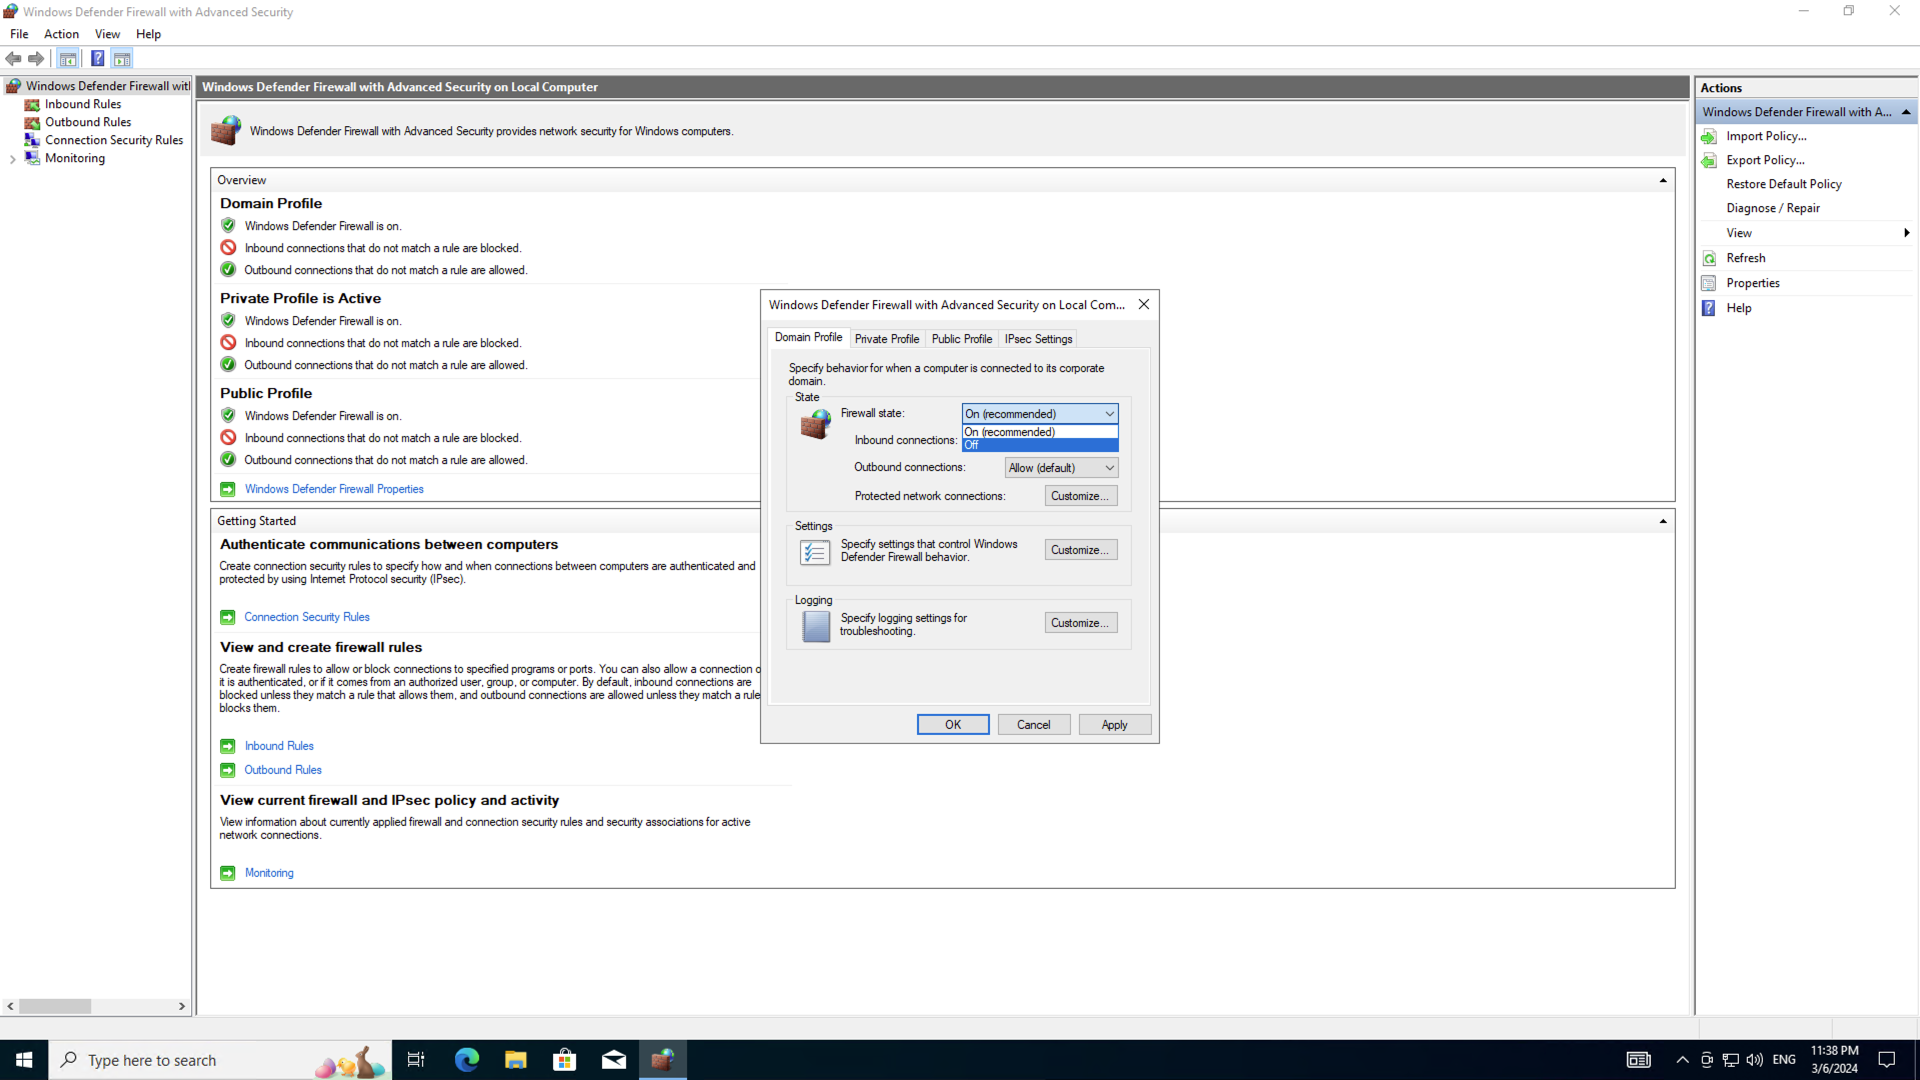 Windows Defender Firewall with Advanced Security
File Action View Help
Windows Defender Firewall wit
Inbound Rules
Outbound Rules
Connection Security Rules
Monitoring
Windows Defender Firewall with Advanced Security on Local Computer
Windows Defender Firewall with Advanced Security provides network security for Windows computers.
Overview
Domain Profile
Windows Defender Firewall is on.
Inbound connections that do not match a rule are blocked.
Outbound connections that do not match a rule are allowed.
Private Profile is Active
Windows Defender Firewall is on.
Inbound connections that do not match a rule are blocked.
Outbound connections that do not match a rule are allowed.
Public Profile
Windows Defender Firewall is on.
Inbound connections that do not match a rule are blocked.
Outbound connections that do not match a rule are allowed.
Windows Defender Firewall Properties
Getting Started
Authenticate communications between computers
Create connection security rules to specify how and when connections between computers are authenticated and
protected by using Internet Protocol security (IPsec).
Connection Security Rules
View and create firewall rules
Create firewall rules to allow or block connections to specified programs or ports. You can also allow a connection
it is authenticated, or if it comes from an authorized user, group, or computer. By default, inbound connections are
blocked unless they match a rule that allows them, and outbound connections are allowed unless they match a rule
blocks them.
Inbound Rules
Outbound Rules
View current firewall and IPsec policy and activity
View information about currently applied firewall and connection security rules and security associations for active
network connections.
Monitoring
Windows Defender Firewall with Advanced Security on Local Com...
Domain Profile Private Profile Public Profile IPsec Settings
Specify behavior for when a computer is connected to its corporate
domain.
State
Firewall state: On (recommended)
On (recommended)
Off
Inbound connections:
Outbound connections: Allow (default)
Protected network connections: Customize...
Settings
Specify settings that control Windows
Defender Firewall behavior.
Customize...
Logging
Specify logging settings for
troubleshooting.
Customize...
OK Cancel Apply
Actions
Windows Defender Firewall with A...
Import Policy...
Export Policy...
Restore Default Policy
Diagnose / Repair
View
Refresh
Properties
Help
Type here to search
ENG
11:38 PM
3/6/2024